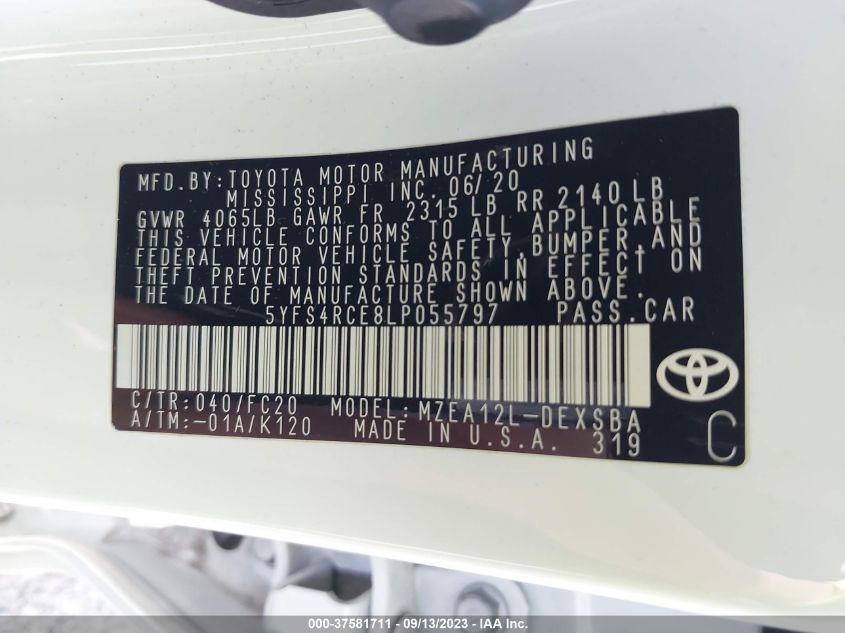 MFD.BY:TOYOTA MOTOR MANUFACTURING
MISSISSIPPI INC. 06/20
GVWR 4065LB GAWR FR 2315 LB RR 2140 LB
THIS VEHICLE CONFORMS TO ALL APPLICABLE
FEDERAL MOTOR VEHICLE SAFETY,BUMPER,AND
THEFT PREVENTION STANDARDS IN EFFECT ON
THE DATE OF MANUFACTURING SHOWN ABOVE.
5YFS4RCE8LP055797 PASS.CAR
C/TR:040/FC20 MODEL:MZEA12L-DEXSBA
A/TM:-01A/K120 MADE IN U.S.A. 319
C
000-37581711 - 09/13/2023 - IAA Inc.